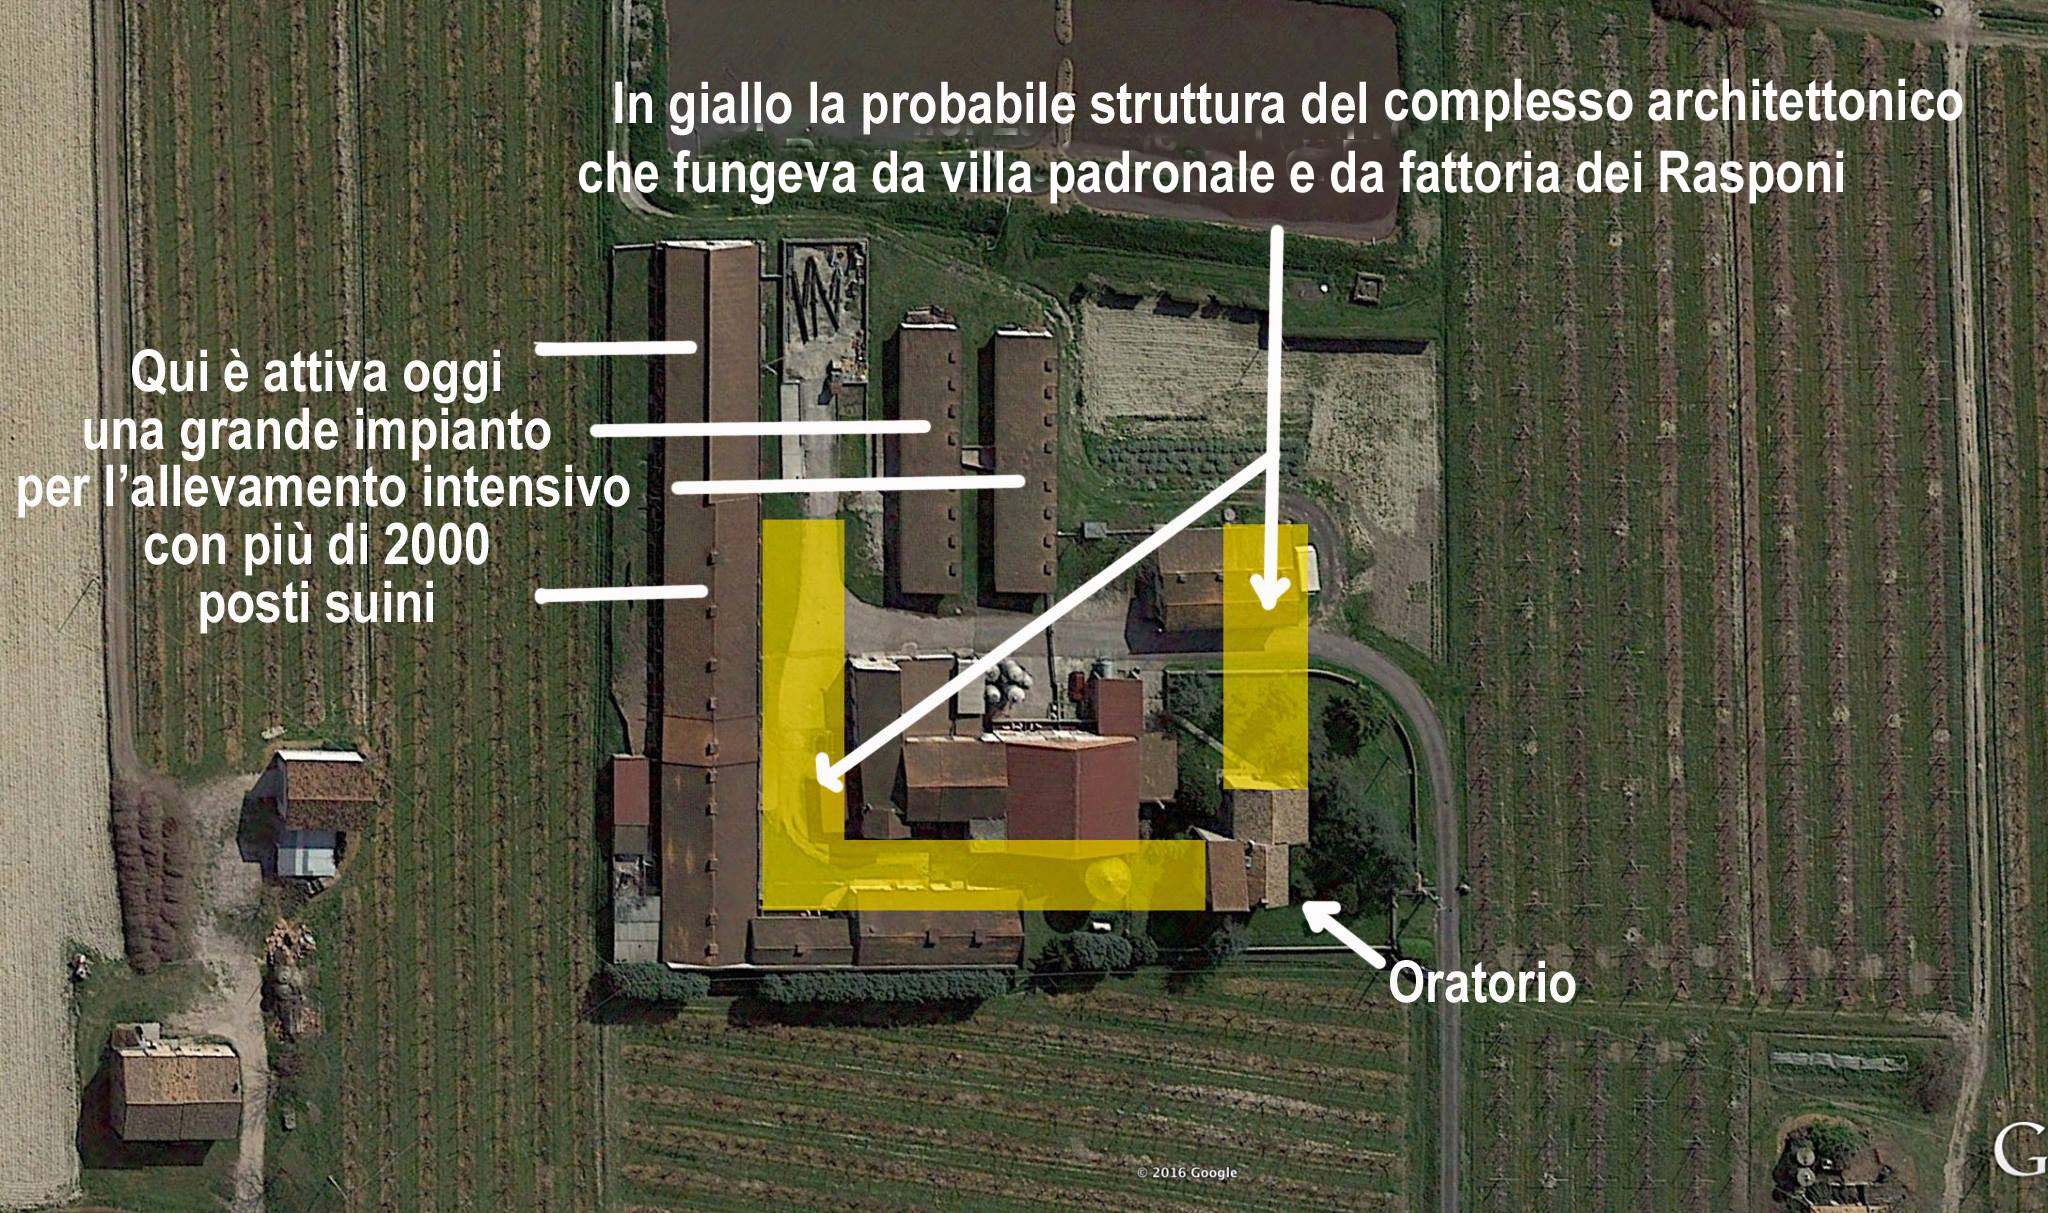 In giallo la probabile struttura del complesso architettonico
che fungeva da villa padronale e da fattoria dei Rasponi
Qui è attiva oggi
una grande impianto
per l'allevamento intensivo
con più di 2000
posti suini
Oratorio
© 2016 Google
G